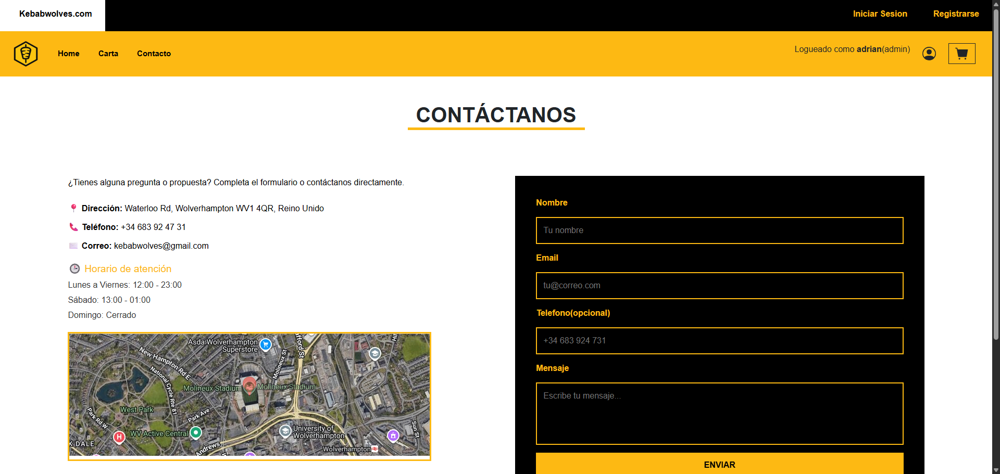 Kebabwolves.com
Iniciar Sesion
Registrarse
Home
Carta
Contacto
Logueado como adrian(admin)
CONTÁCTANOS
¿Tienes alguna pregunta o propuesta? Completa el formulario o contáctanos directamente.
Dirección: Waterloo Rd, Wolverhampton WV1 4QR, Reino Unido
Teléfono: +34 683 92 47 31
Correo: kebabwolves@gmail.com
Horario de atención
Lunes a Viernes: 12:00 - 23:00
Sábado: 13:00 - 01:00
Domingo: Cerrado
Asda Wolverhampton
Superstore
New Hampton Rd E
National Cycle Rte 81
Molineux St
Molineux Stadium
Molineux Stadium
West Park
Park Ave
Park Rd W
WV Active Central
H
University of
Wolverhampton
Sun St
Wolverhampton
K DALE
Andrews
Nombre
Tu nombre
Email
tu@correo.com
Telefono(opcional)
+34 683 924 731
Mensaje
Escribe tu mensaje...
ENVIAR